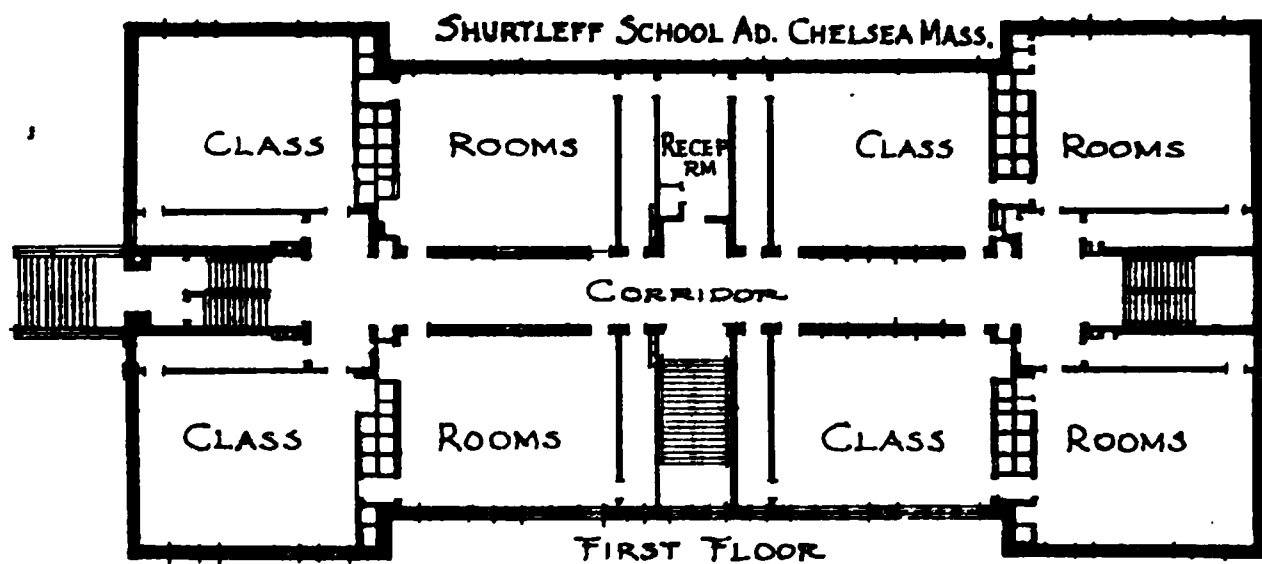 SHURTLEFF SCHOOL AD. CHELSEA MASS.
CLASS ROOMS RECEP CLASS ROOMS
RM
CORRIDOR
CLASS ROOMS CLASS ROOMS
FIRST FLOOR